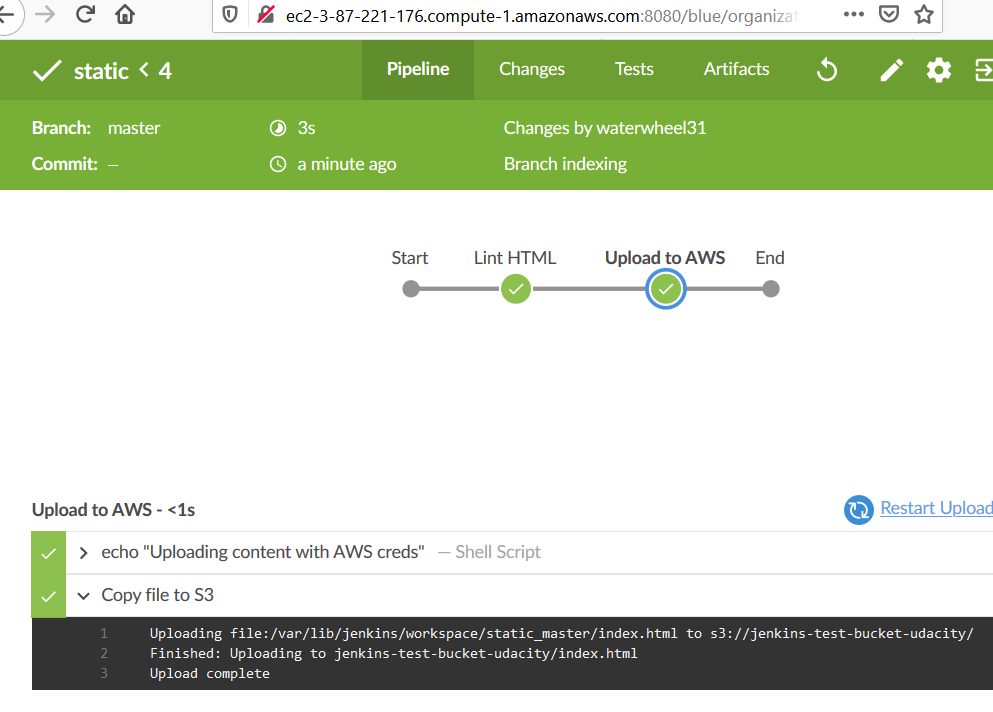 ec2-3-87-221-176.compute-1.amazonaws.com:8080/blue/organizat
static < 4 Pipeline Changes Tests Artifacts
Branch: master 3s Changes by waterwheel31
Commit: – a minute ago Branch indexing
Start Lint HTML Upload to AWS End
Upload to AWS - <1s Restart Upload
echo "Uploading content with AWS creds" — Shell Script
Copy file to S3
1 Uploading file:/var/lib/jenkins/workspace/static_master/index.html to s3://jenkins-test-bucket-udacity/
2 Finished: Uploading to jenkins-test-bucket-udacity/index.html
3 Upload complete